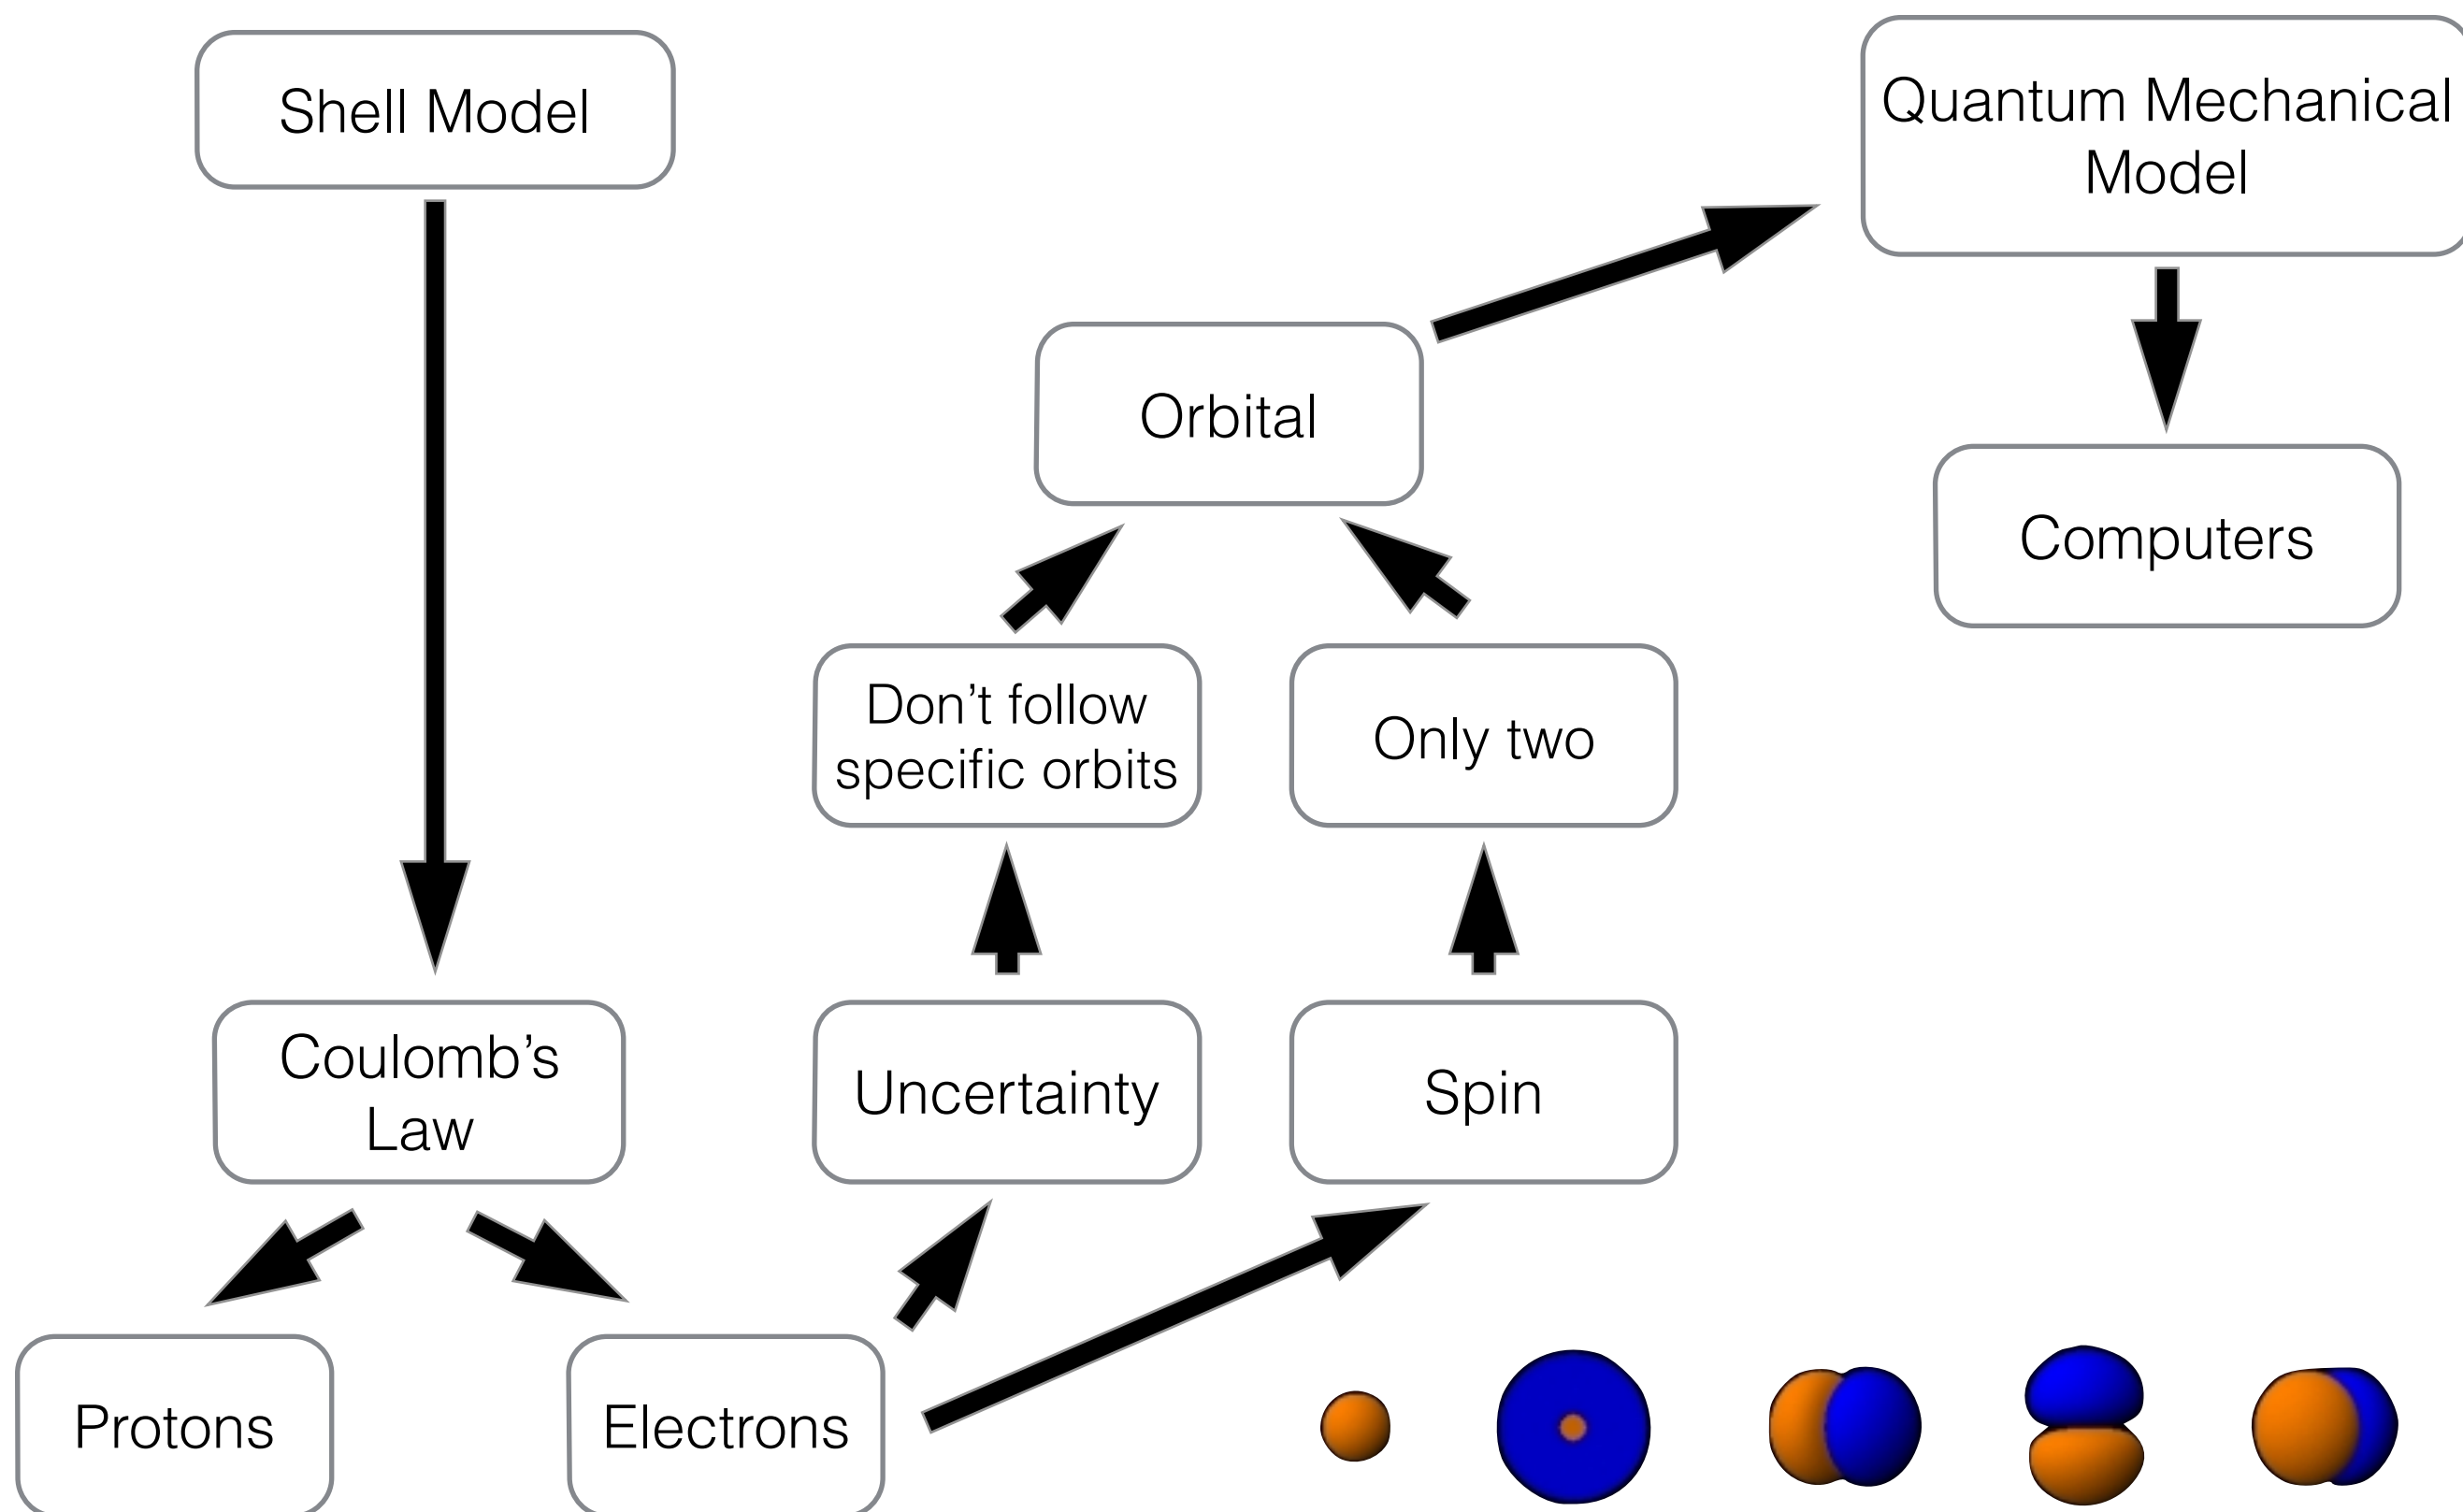 Shell Model
Quantum Mechanical
Model
Orbital
Computers
Don't follow
specific orbits
Only two
Coulomb's
Law
Uncertainty
Spin
Protons
Electrons